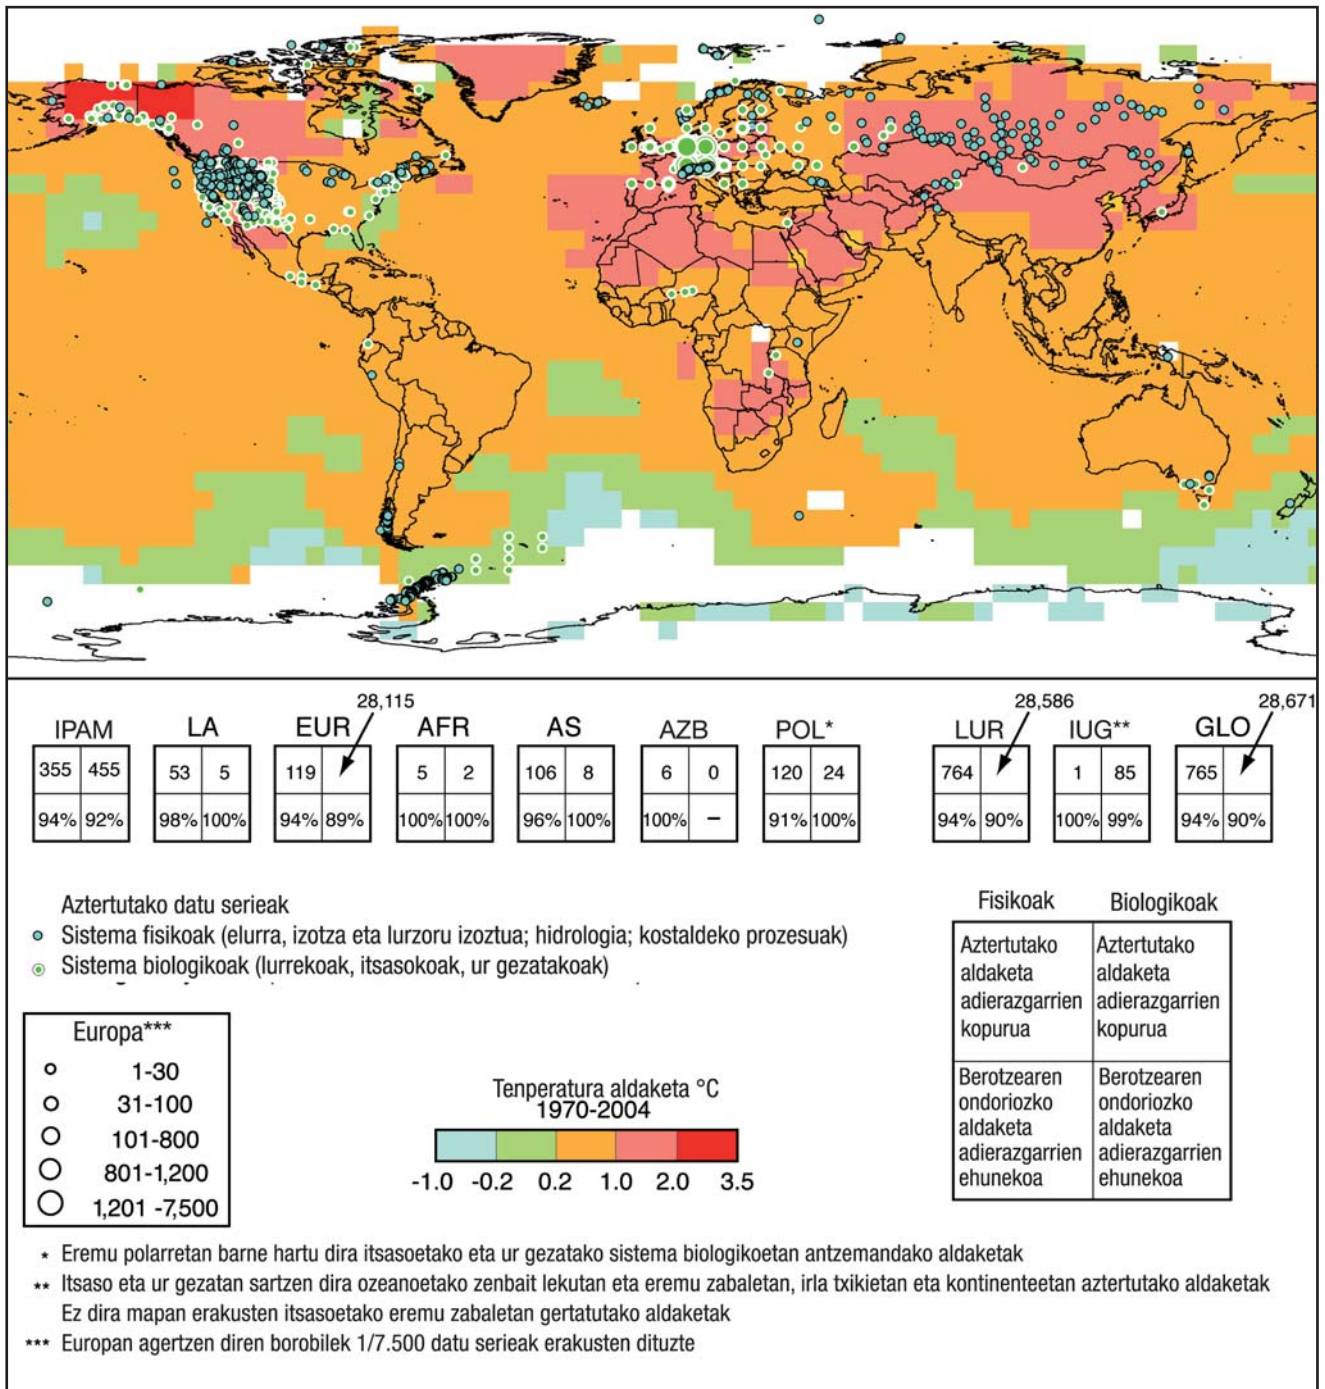 28,115
28,586
28,671
IPAM LA EUR AFR AS AZB POL* LUR IUG** GLO
355 455 53 5 119 5 2 106 8 6 0 120 24 764 1 85 765
94% 92% 98% 100% 94% 89% 100% 100% 96% 100% 100% – 91% 100% 94% 90% 100% 99% 94% 90%
Aztertutako datu serieak
Sistema fisikoak (elurra, izotza eta lurzoru izoztua; hidrologia; kostaldeko prozesuak)
Sistema biologikoak (lurrekoak, itsasokoak, ur gezatakoak)
Fisikoak Biologikoak
Aztertutako
aldaketa
adierazgarrien
kopurua
Aztertutako
aldaketa
adierazgarrien
kopurua
Berotzearen
ondoriozko
aldaketa
adierazgarrien
ehunekoa
Berotzearen
ondoriozko
aldaketa
adierazgarrien
ehunekoa
Europa***
1-30
31-100
101-800
801-1,200
1,201 -7,500
Tenperatura aldaketa °C
1970-2004
-1.0 -0.2 0.2 1.0 2.0 3.5
* Eremu polarretan barne hartu dira itsasoetako eta ur gezatako sistema biologikoetan antzemandako aldaketak
** Itsaso eta ur gezatan sartzen dira ozeanoetako zenbait lekutan eta eremu zabaletan, irla txikietan eta kontinenteetan aztertutako aldaketak
Ez dira mapan erakusten itsasoetako eremu zabaletan gertatutako aldaketak
*** Europan agertzen diren borobilek 1/7.500 datu serieak erakusten dituzte